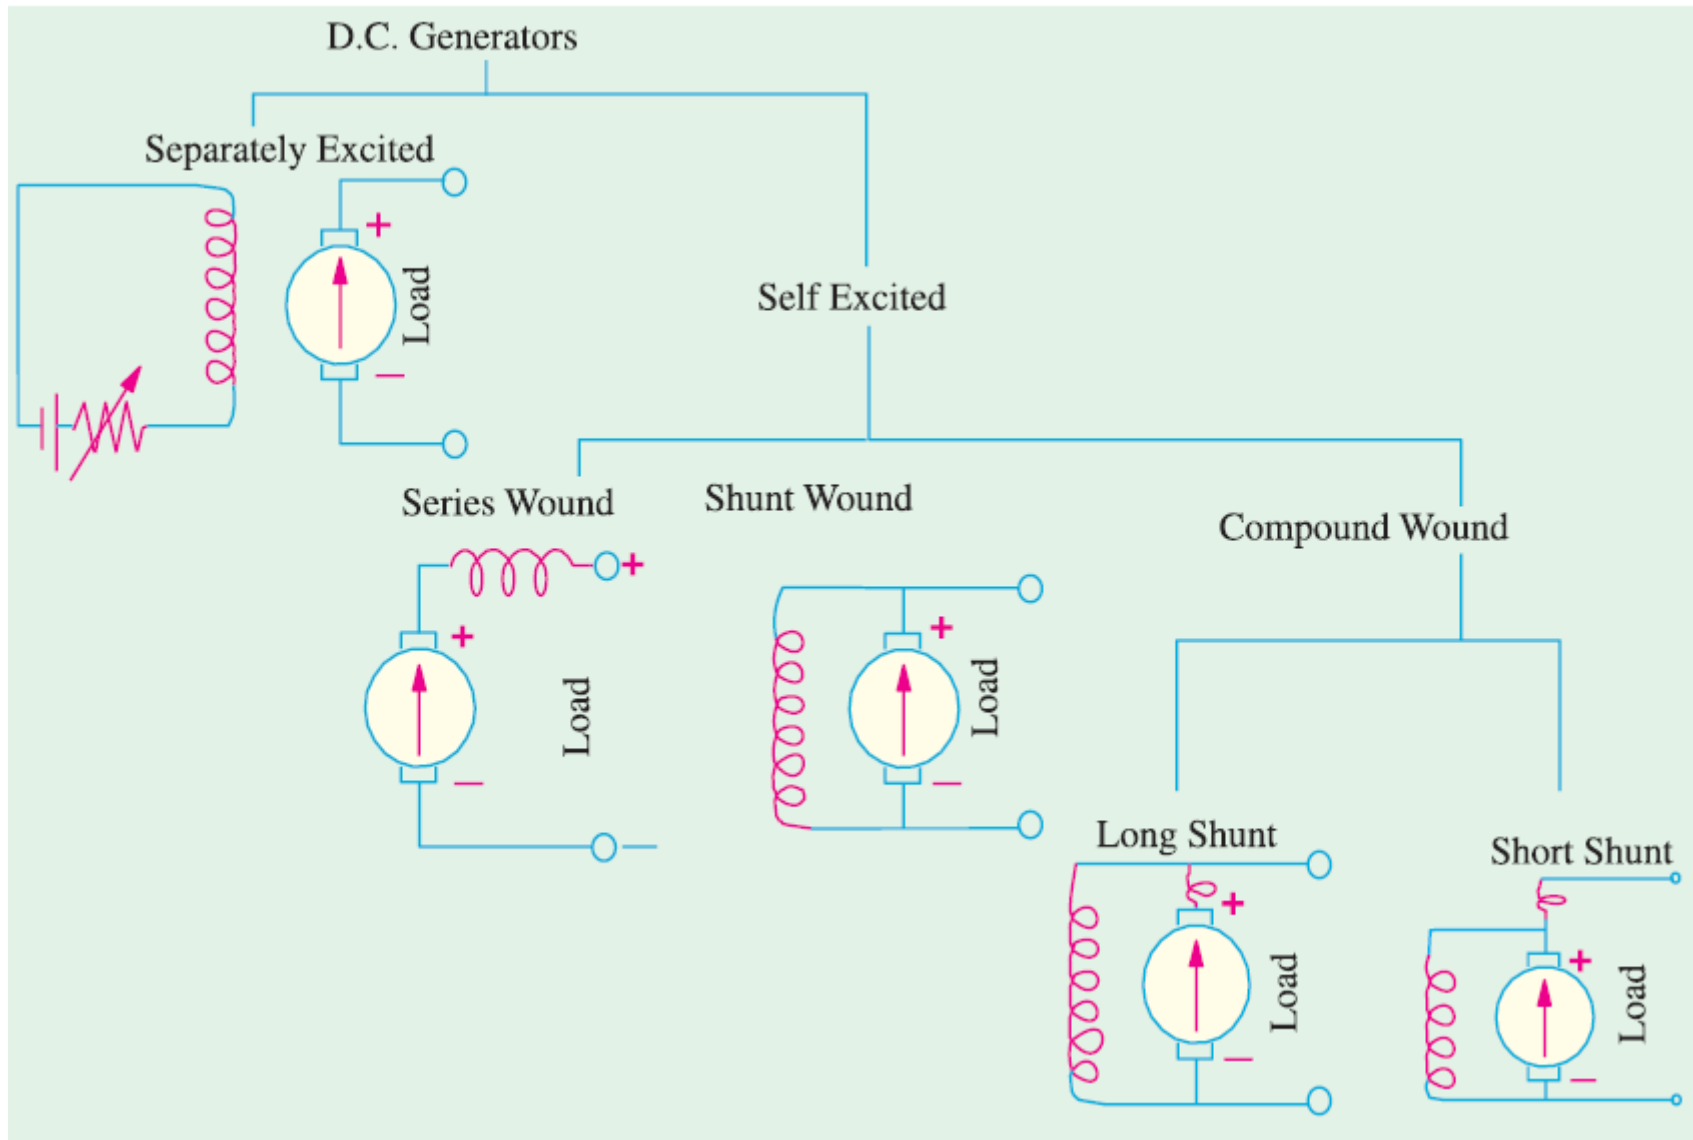 D.C. Generators
Separately Excited
+
Load
–
Self Excited
Series Wound
Shunt Wound
Compound Wound
+
+
Load
–
+
Load
–
Long Shunt
Short Shunt
+
Load
–
+
Load
–